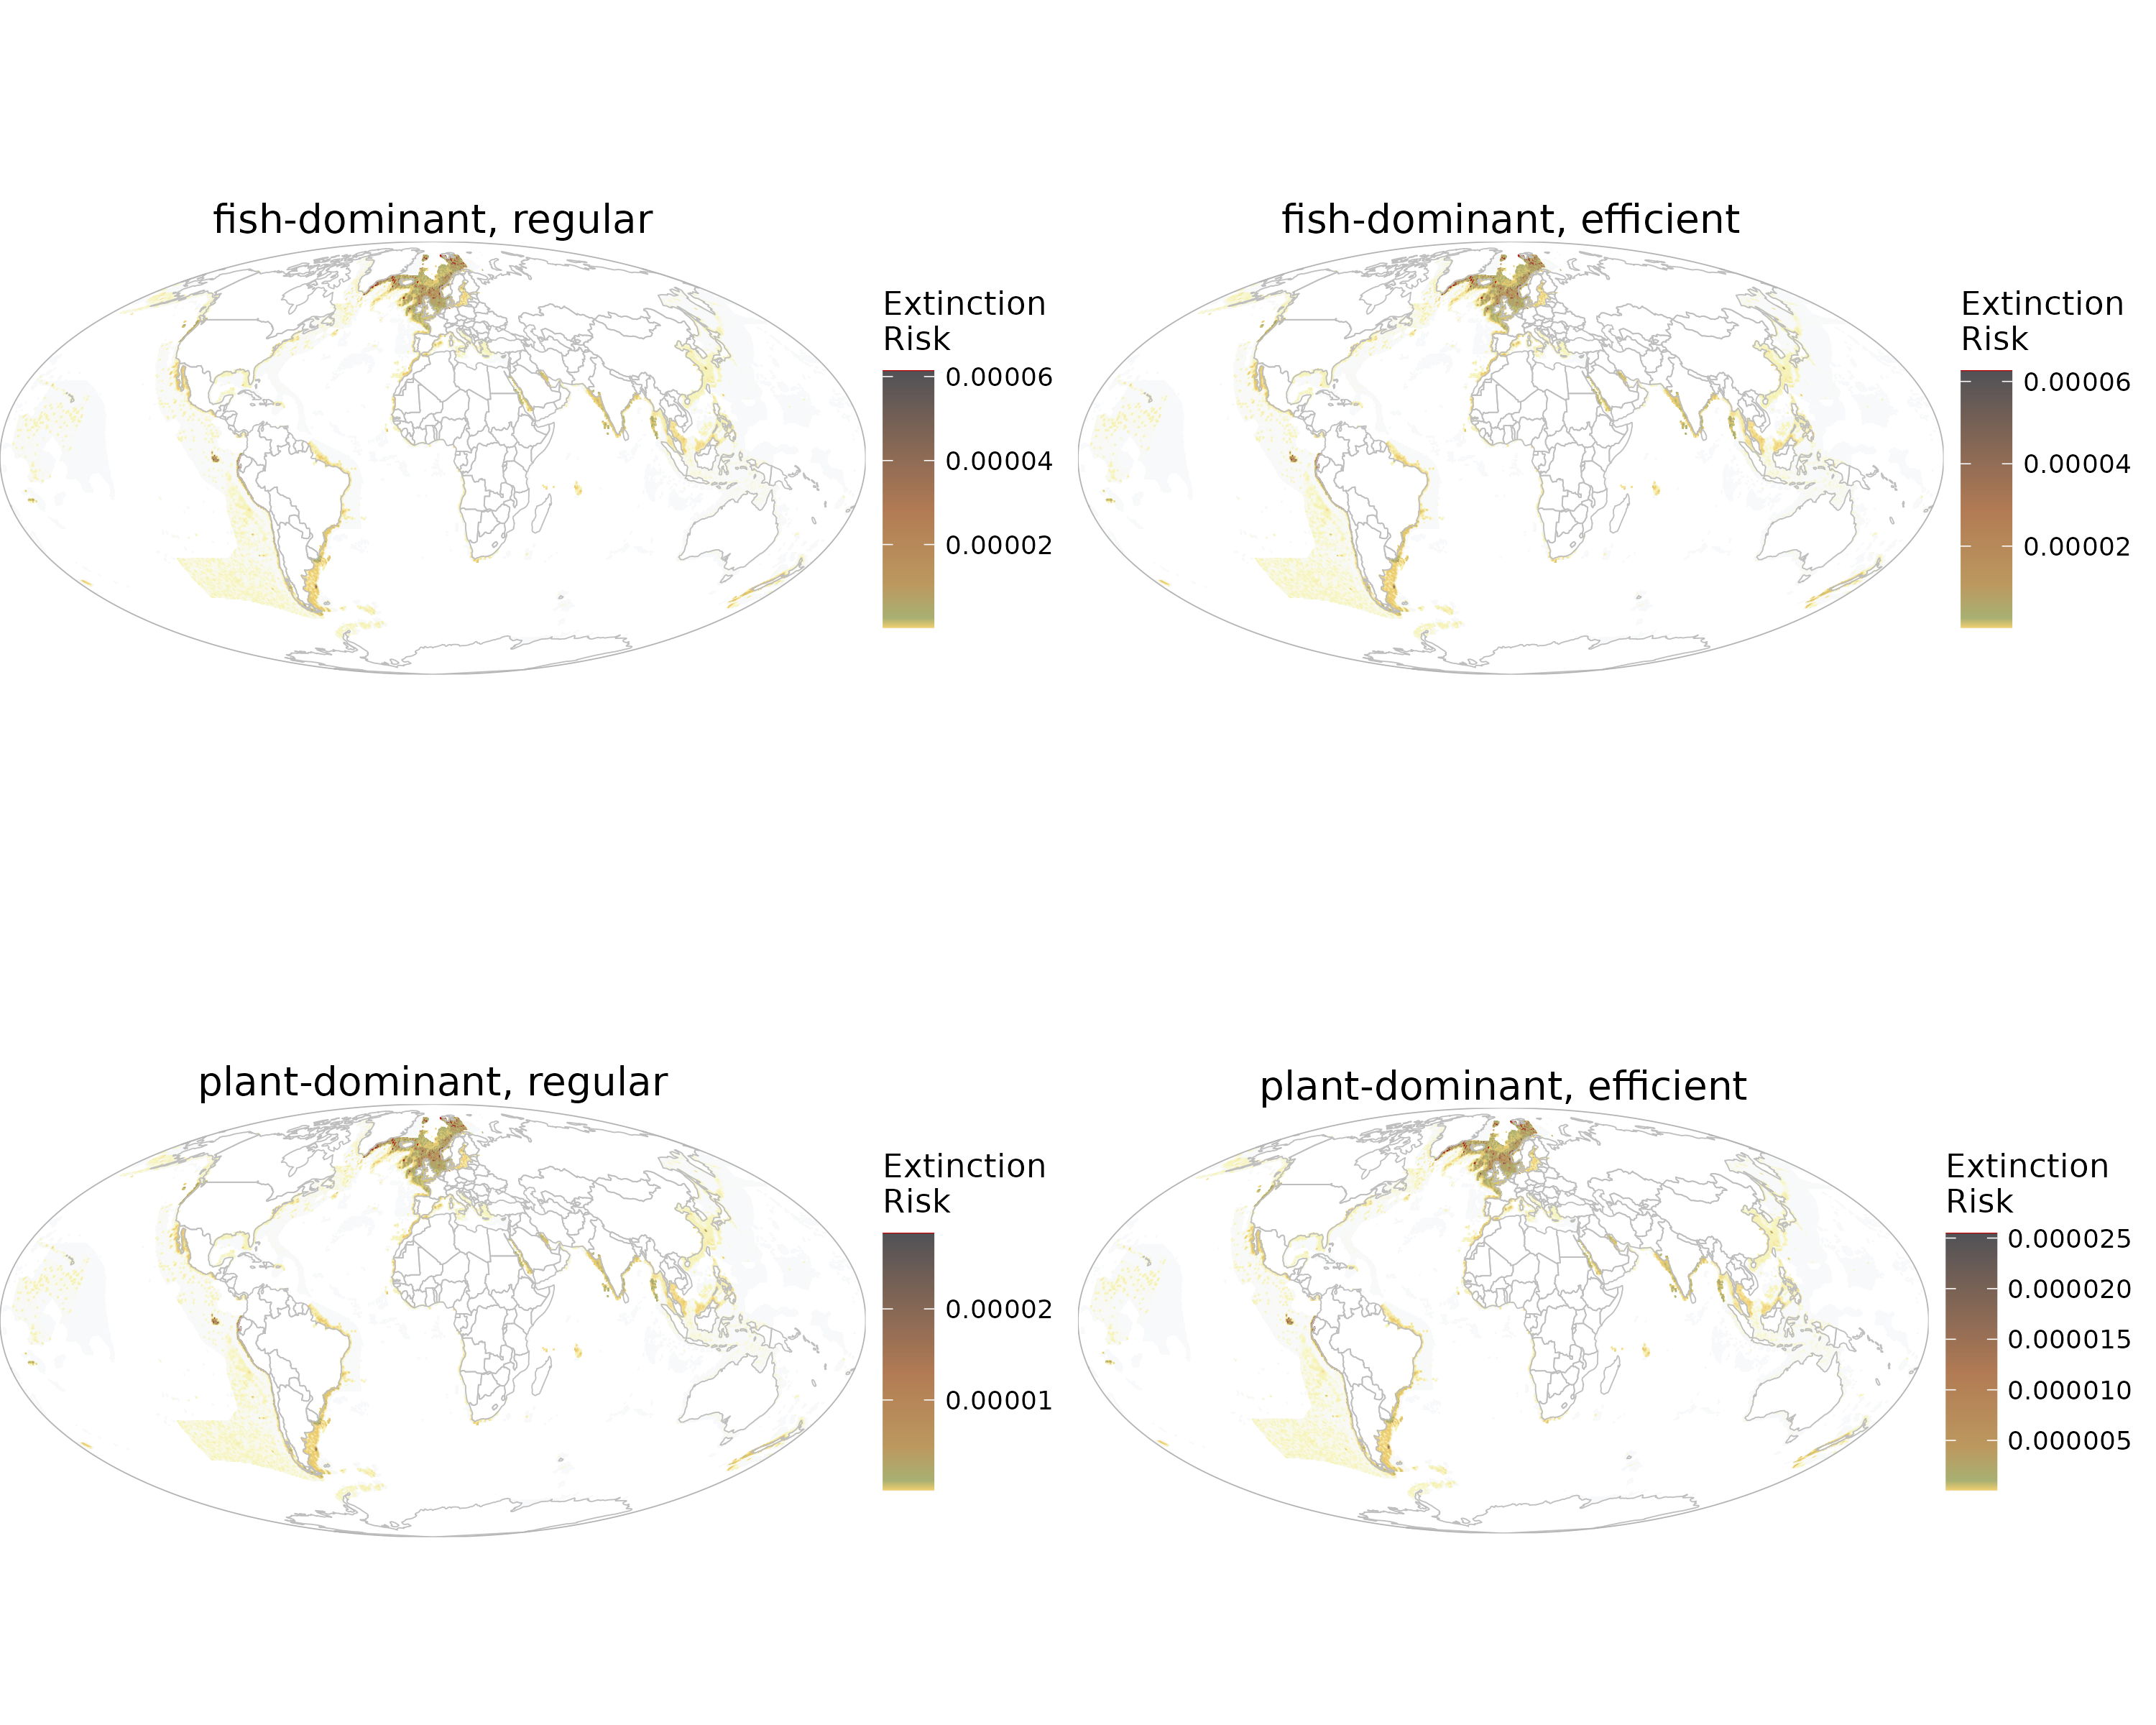 fish-dominant, regular
Extinction
Risk
0.00006
0.00004
0.00002
fish-dominant, efficient
Extinction
Risk
0.00006
0.00004
0.00002
plant-dominant, regular
Extinction
Risk
0.00002
0.00001
plant-dominant, efficient
Extinction
Risk
0.000025
0.000020
0.000015
0.000010
0.000005